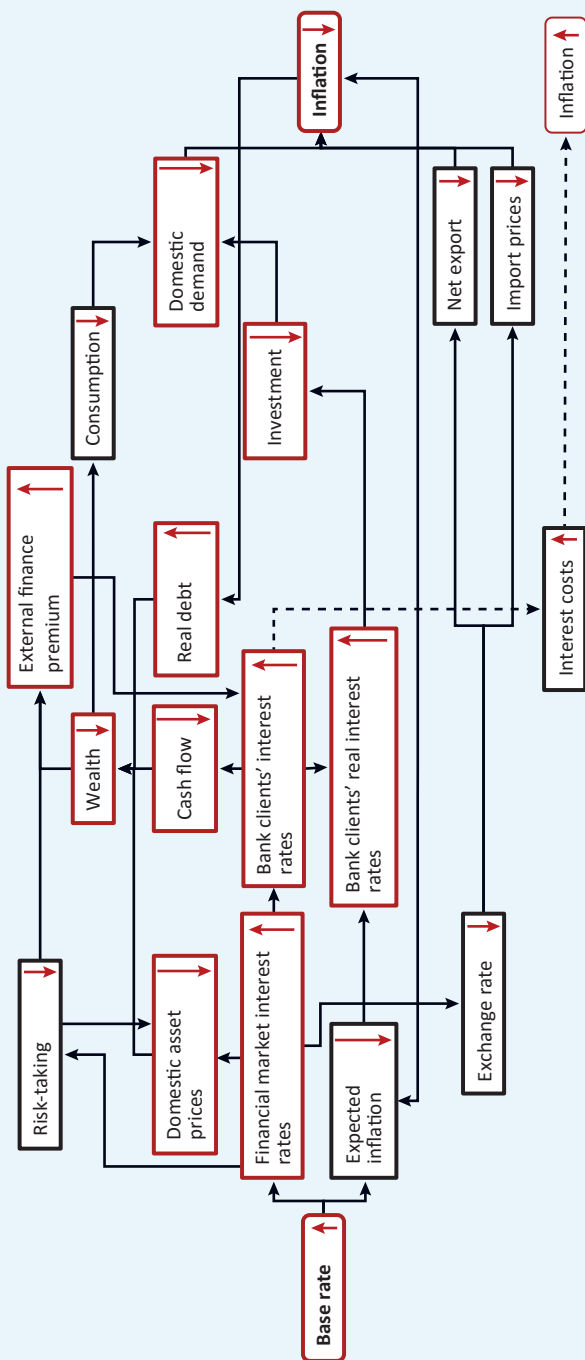 Base rate
Risk-taking
Domestic asset
prices
Financial market interest
rates
Expected
inflation
Exchange rate
External finance
premium
Wealth
Cash flow
Real debt
Bank clients' interest
rates
Bank clients' real interest
rates
Interest costs
Consumption
Domestic
demand
Investment
Net export
Import prices
Inflation
Inflation